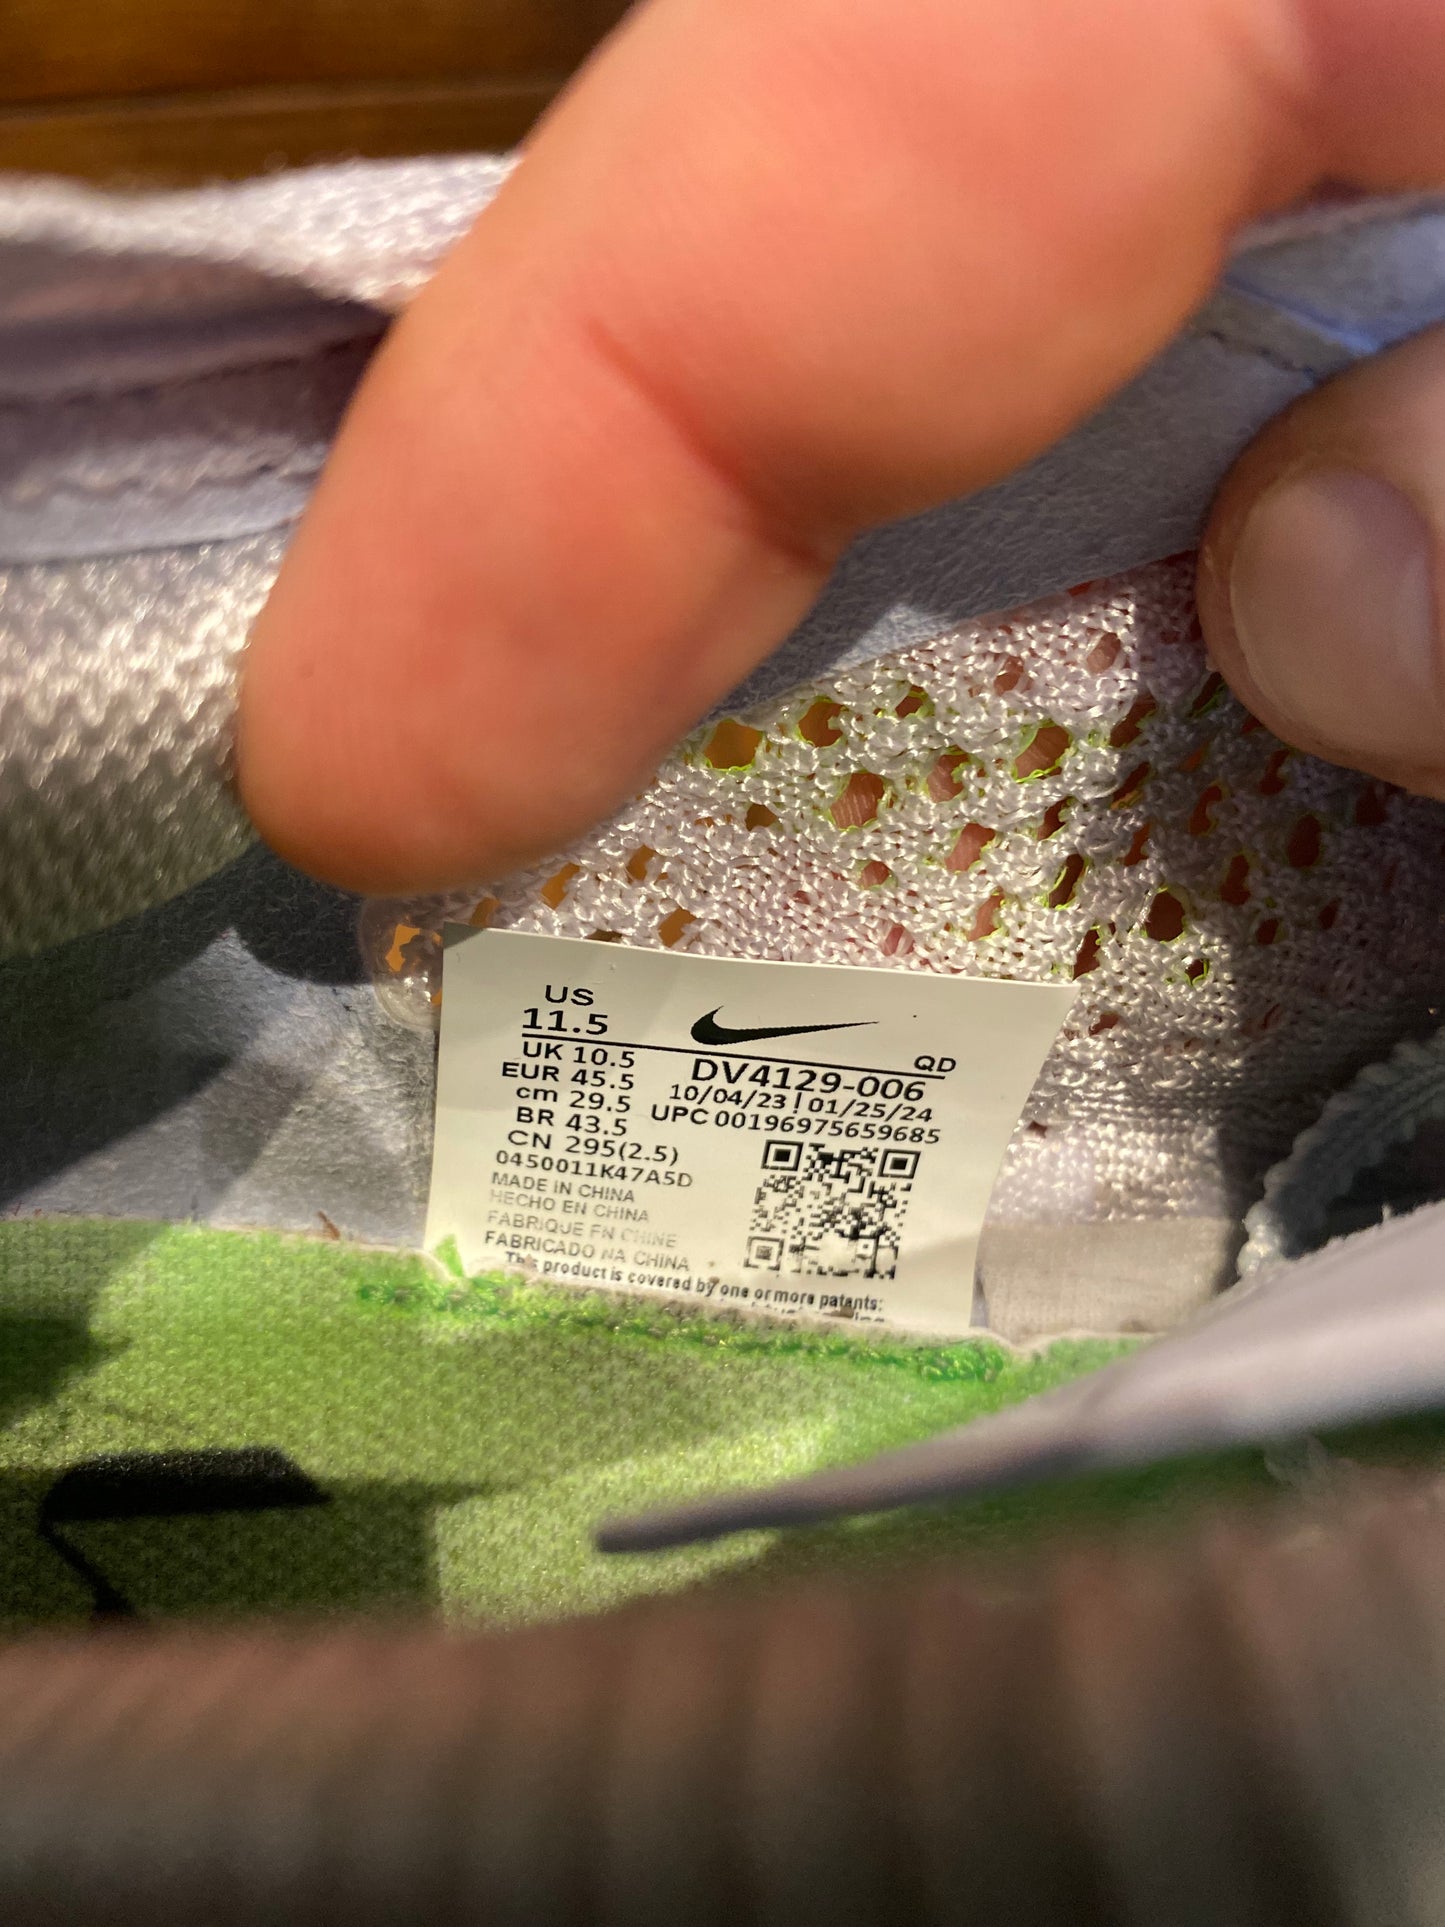 US
11.5
UK 10.5
EUR 45.5
cm 29.5
BR 43.5
CN 295(2.5)
0450011K47A5D
MADE IN CHINA
HECHO EN CHINA
FABRIQUE EN CHINE
FABRICADO NA CHINA
QD
DV4129-006
10/04/23 | 01/25/24
UPC 00196975659685
This product is covered by one or more patents: